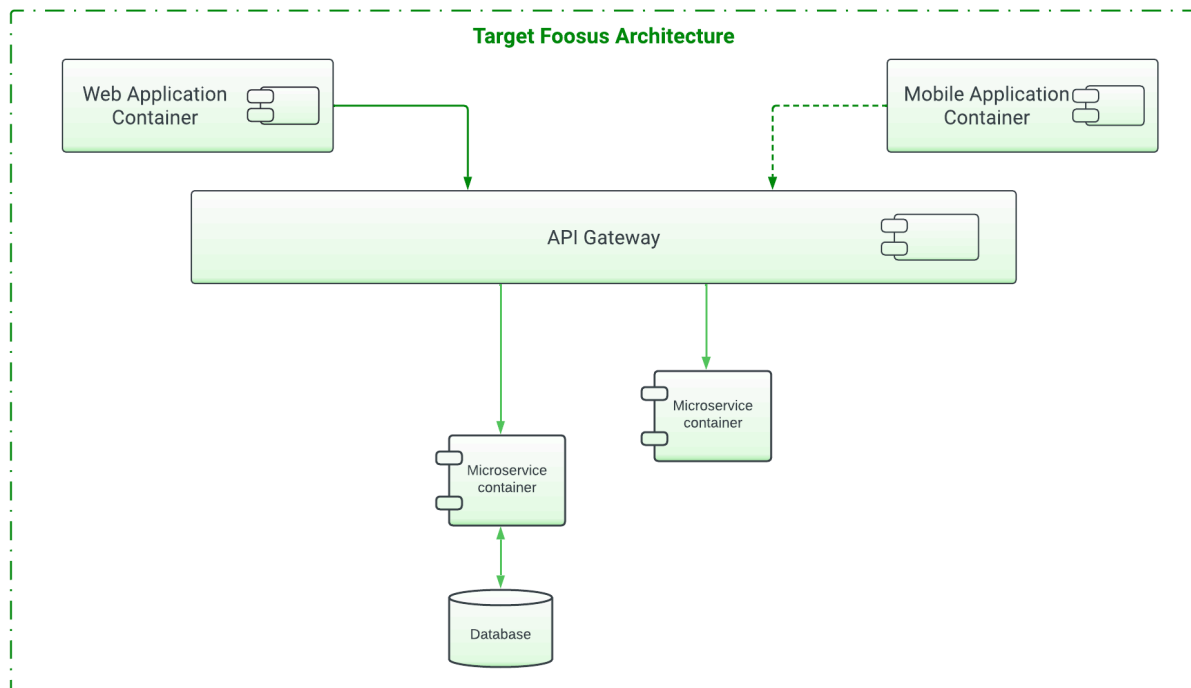 Target Foosus Architecture
Web Application
Container
Mobile Application
Container
API Gateway
Microservice
container
Microservice
container
Database